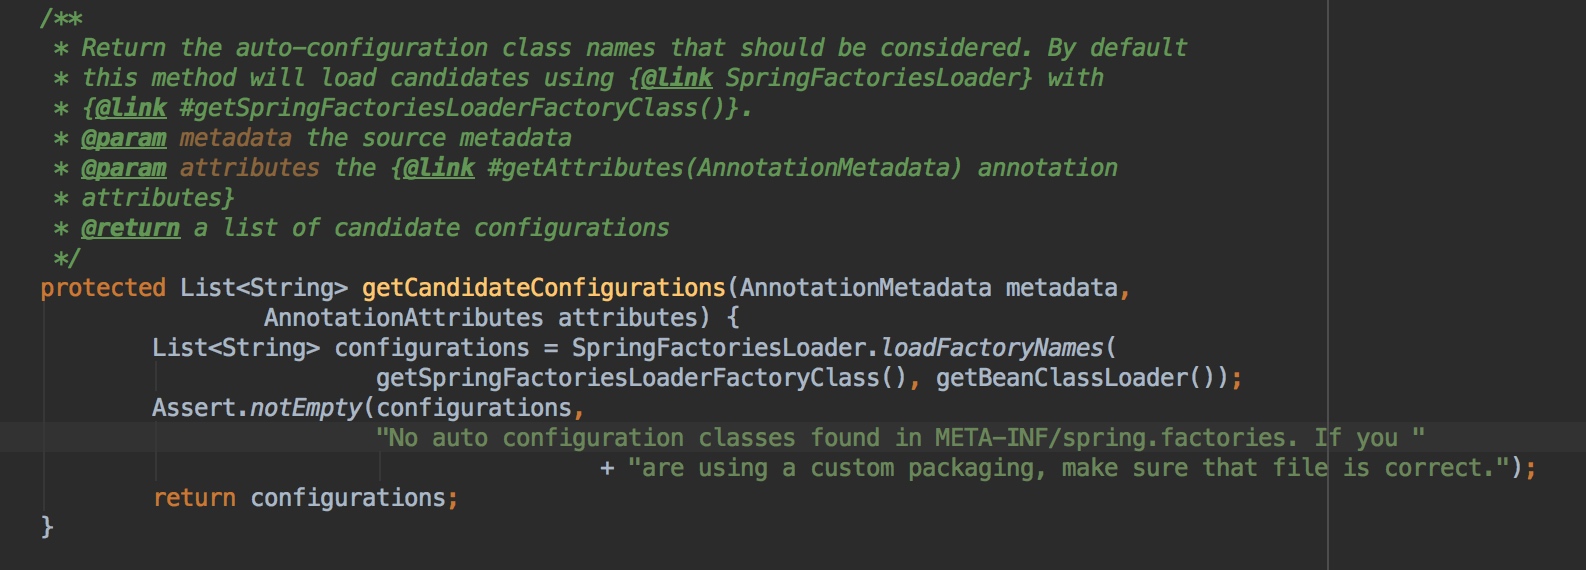 /**
* Return the auto-configuration class names that should be considered. By default
* this method will load candidates using {@link SpringFactoriesLoader} with
* {@link #getSpringFactoriesLoaderFactoryClass()}.
* @param metadata the source metadata
* @param attributes the {@link #getAttributes(AnnotationMetadata) annotation
* attributes}
* @return a list of candidate configurations
*/
protected List<String> getCandidateConfigurations(AnnotationMetadata metadata,
AnnotationAttributes attributes) {
List<String> configurations = SpringFactoriesLoader.loadFactoryNames(
getSpringFactoriesLoaderFactoryClass(), getBeanClassLoader());
Assert.notEmpty(configurations,
"No auto configuration classes found in META-INF/spring.factories. If you "
+ "are using a custom packaging, make sure that file is correct.");
return configurations;
}